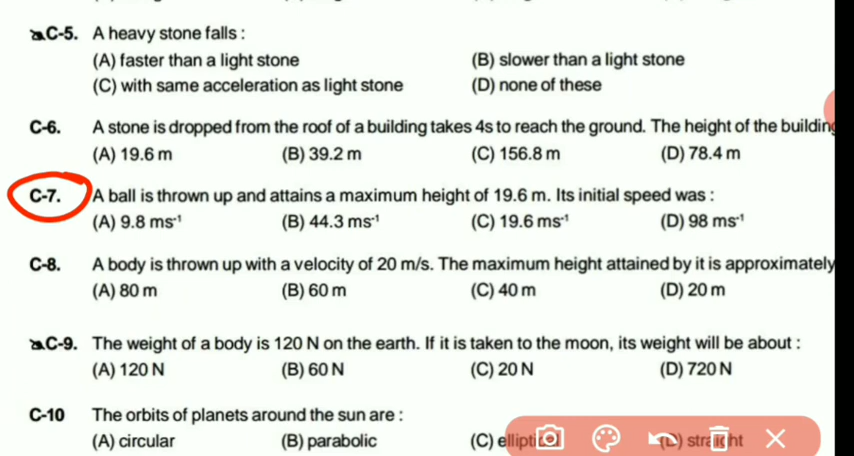 C-5. A heavy stone falls :
(A) faster than a light stone (B) slower than a light stone
(C) with same acceleration as light stone (D) none of these
C-6. A stone is dropped from the roof of a building takes 4s to reach the ground. The height of the building
(A) 19.6 m (B) 39.2 m (C) 156.8 m (D) 78.4 m
C-7. A ball is thrown up and attains a maximum height of 19.6 m. Its initial speed was :
(A) 9.8 ms⁻¹ (B) 44.3 ms⁻¹ (C) 19.6 ms⁻¹ (D) 98 ms⁻¹
C-8. A body is thrown up with a velocity of 20 m/s. The maximum height attained by it is approximately
(A) 80 m (B) 60 m (C) 40 m (D) 20 m
C-9. The weight of a body is 120 N on the earth. If it is taken to the moon, its weight will be about :
(A) 120 N (B) 60 N (C) 20 N (D) 720 N
C-10 The orbits of planets around the sun are :
(A) circular (B) parabolic (C) elliptical (D) straight